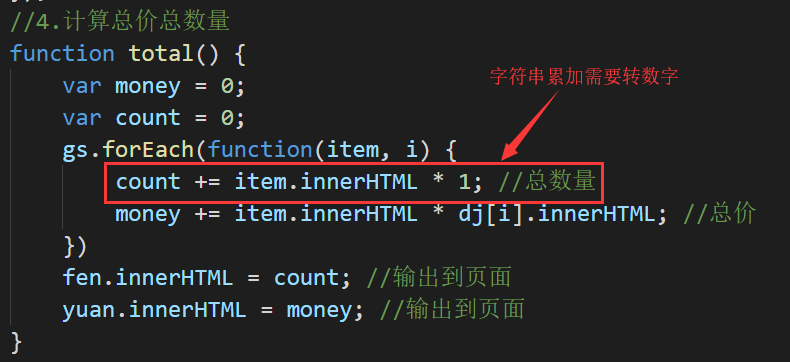 //4.计算总价总数量
function total() {
var money = 0;
字符串累加需要转数字
var count = 0;
gs.forEach(function(item, i) {
count += item.innerHTML * 1; //总数量
money += item.innerHTML * dj[i].innerHTML; //总价
})
fen.innerHTML = count; //输出到页面
yuan.innerHTML = money; //输出到页面
}